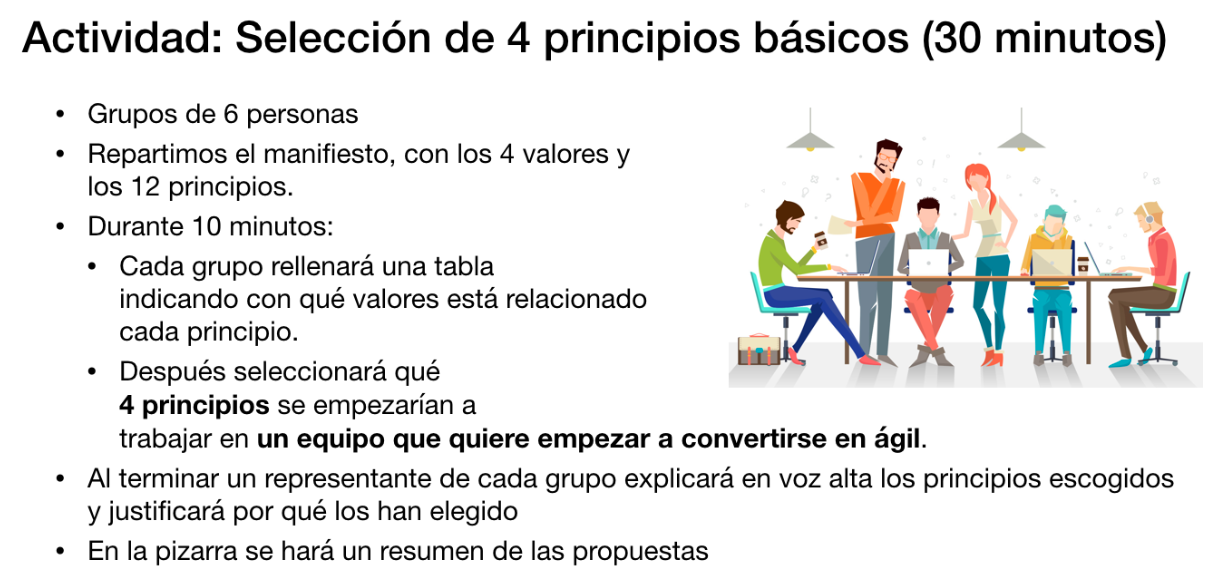 Actividad: Selección de 4 principios básicos (30 minutos)
• Grupos de 6 personas
• Repartimos el manifiesto, con los 4 valores y
los 12 principios.
• Durante 10 minutos:
• Cada grupo rellenará una tabla
indicando con qué valores está relacionado
cada principio.
• Después seleccionará qué
4 principios se empezarían a
trabajar en un equipo que quiere empezar a convertirse en ágil.
• Al terminar un representante de cada grupo explicará en voz alta los principios escogidos
y justificará por qué los han elegido
• En la pizarra se hará un resumen de las propuestas